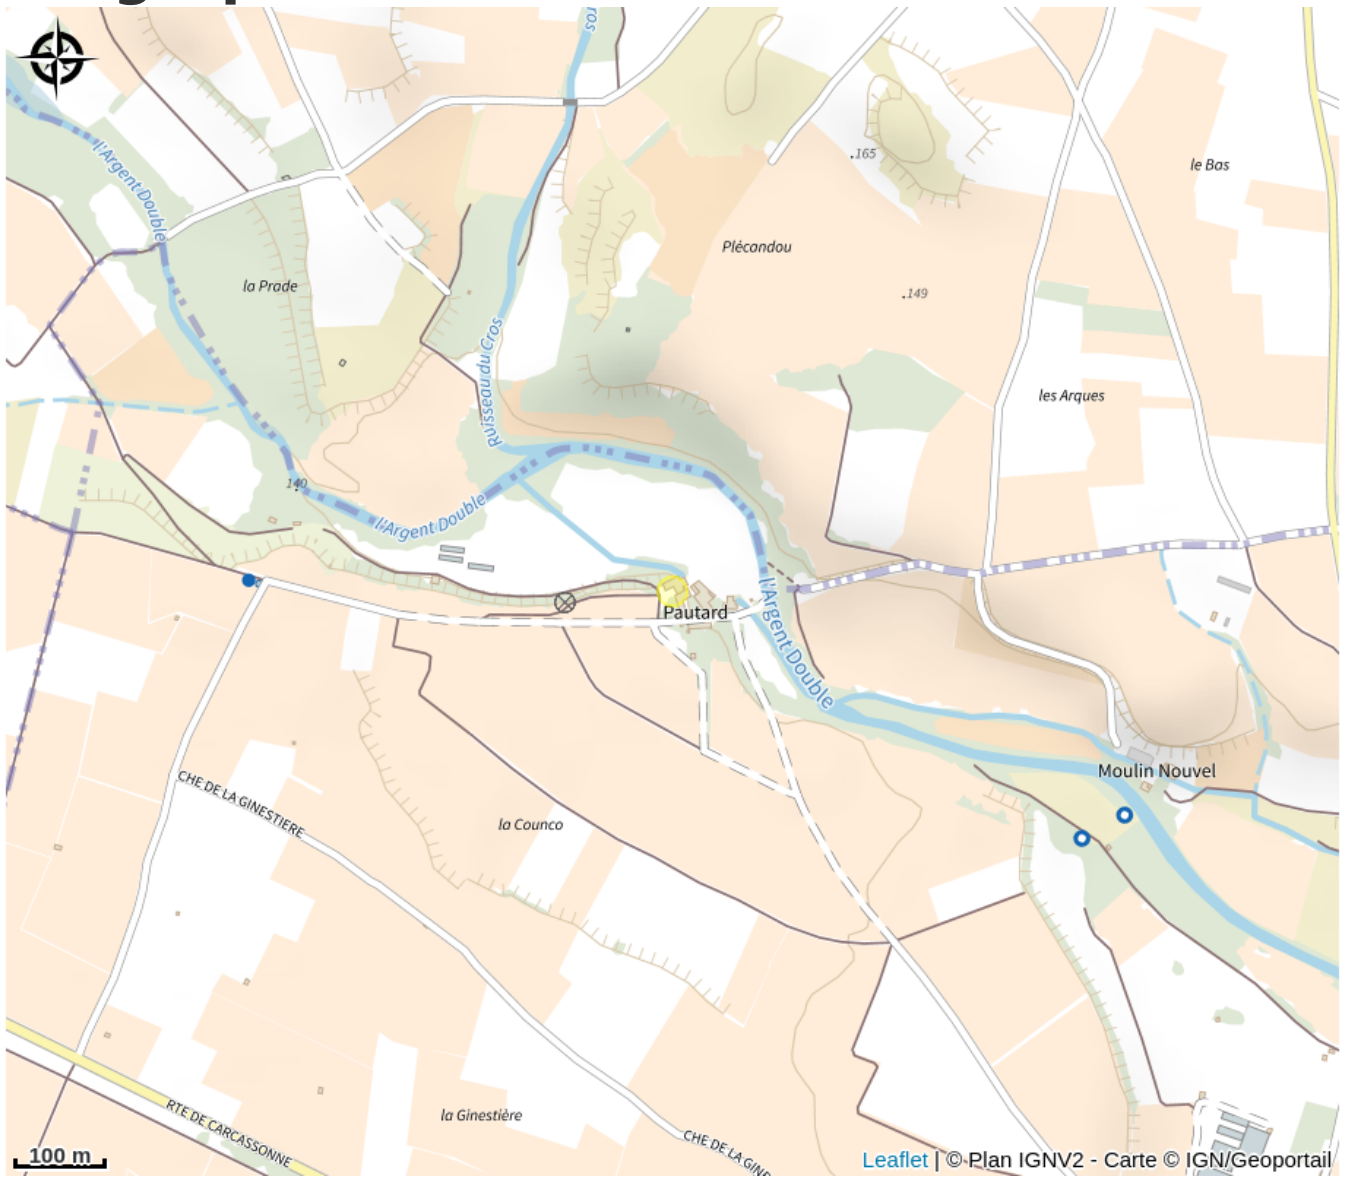 l'Argent Double
165
le Bas
Plécandou
la Prade
149
Ruisseau du Cros
les Arques
140
l'Argent Double
Pautard
l'Argent Double
Moulin Nouvel
CHE DE LA GINESTIERE
la Counco
RTE DE CARCASSONNE
la Ginestière
CHE DE LA GINE
100 m
Leaflet | © Plan IGNV2 - Carte © IGN/Geoportail